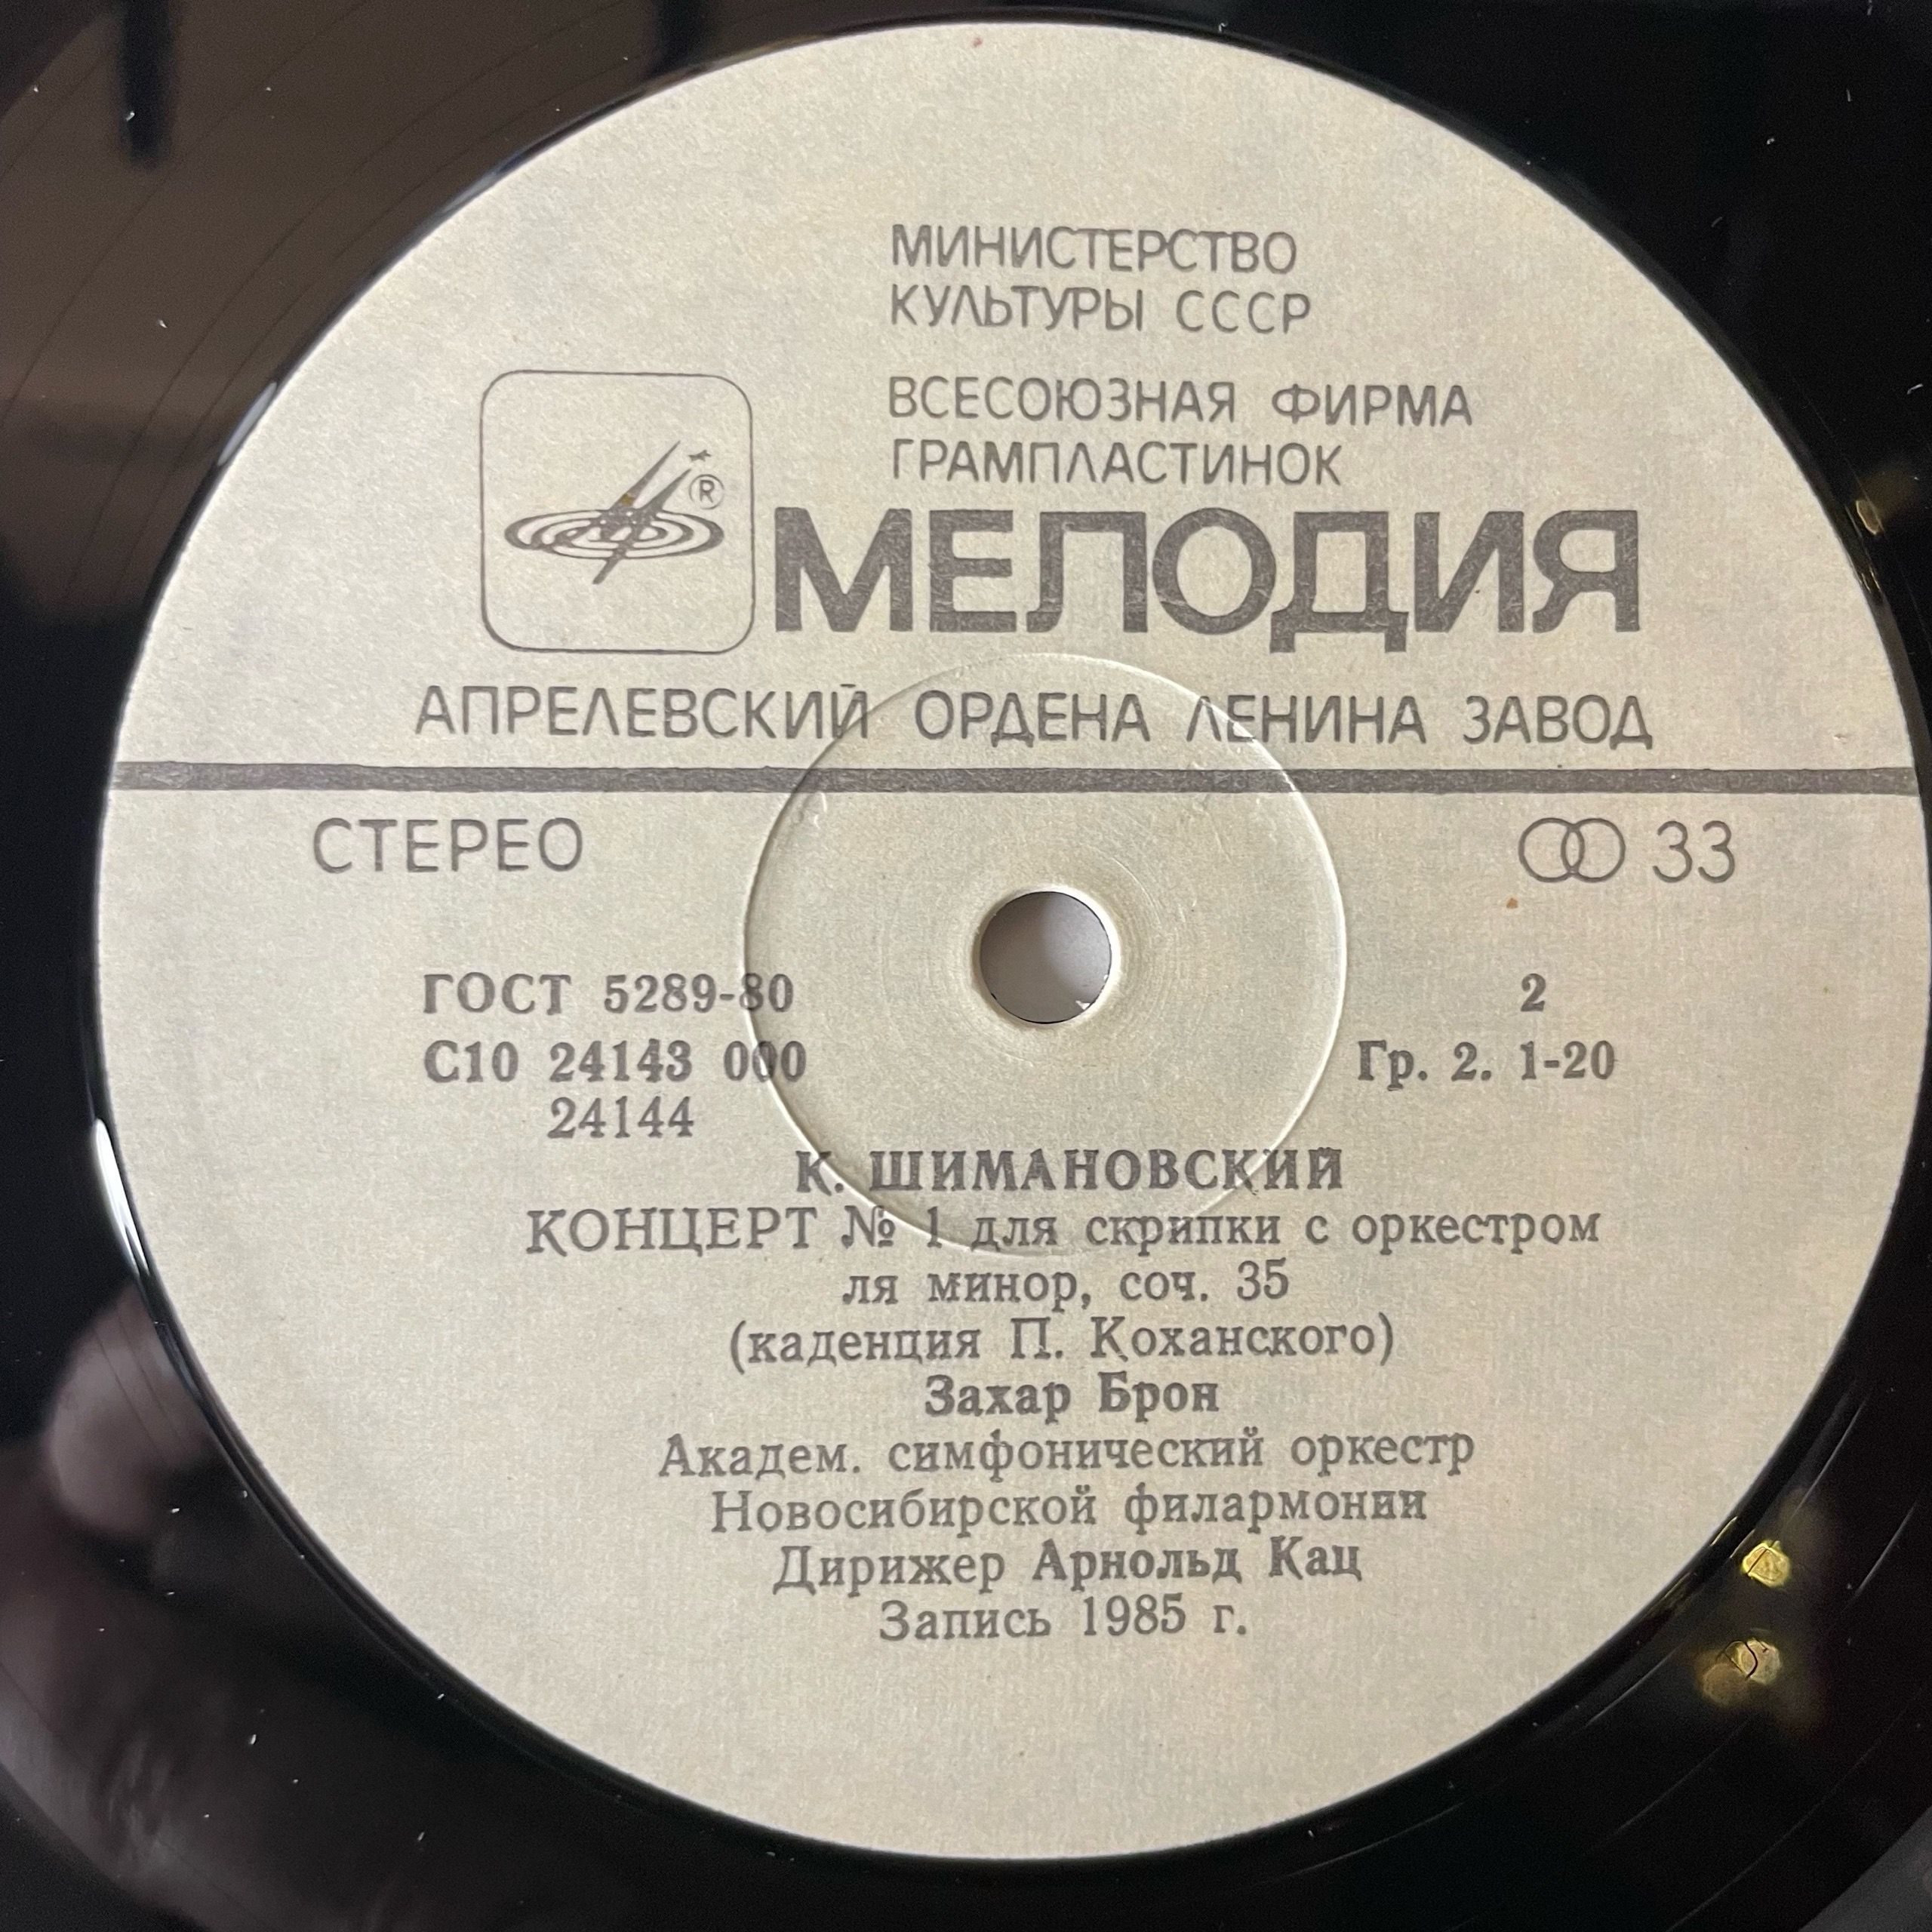 МИНИСТЕРСТВО
КУЛЬТУРЫ СССР
ВСЕСОЮЗНАЯ ФИРМА
ГРАМПЛАСТИНОК
®
МЕЛОДИЯ
АПРЕЛЕВСКИЙ ОРДЕНА ЛЕНИНА ЗАВОД
СТЕРЕО 33
ГОСТ 5289-80 2
С10 24143 000 Гр. 2. 1-20
24144
К. ШИМАНОВСКИЙ
КОНЦЕРТ № 1 для скрипки с оркестром
ля минор, соч. 35
(каденция П. Коханского)
Захар Брон
Академ. симфонический оркестр
Новосибирской филармонии
Дирижер Арнольд Кац
Запись 1985 г.